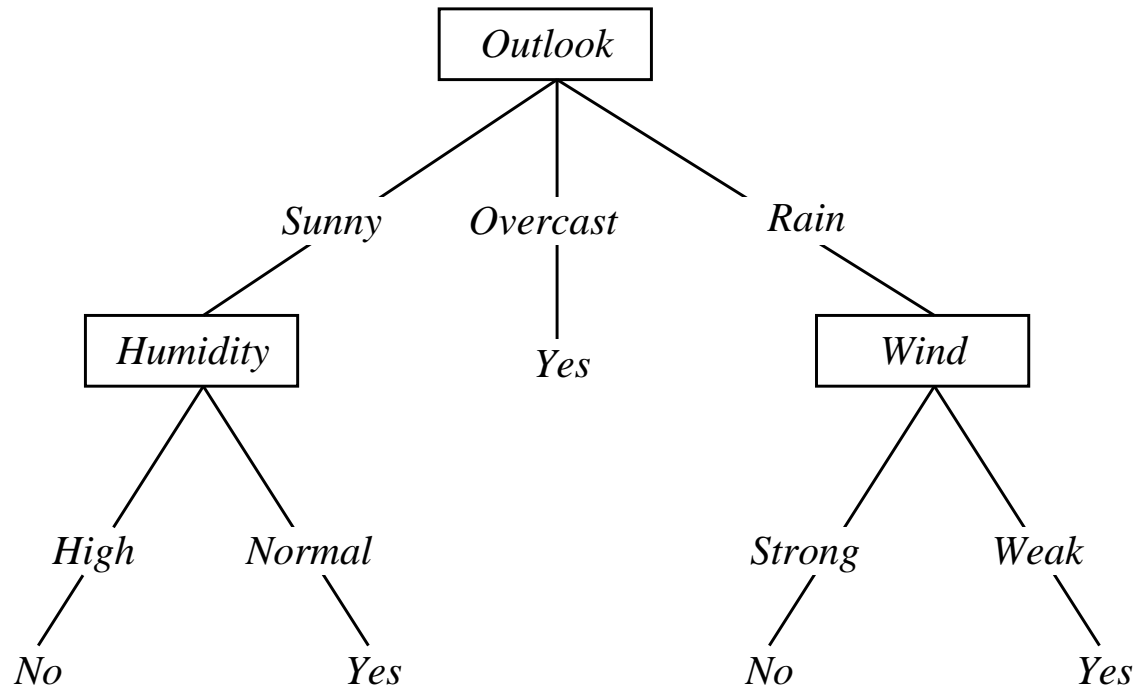 Outlook
Sunny Overcast Rain
Humidity Yes Wind
High Normal Strong Weak
No Yes No Yes